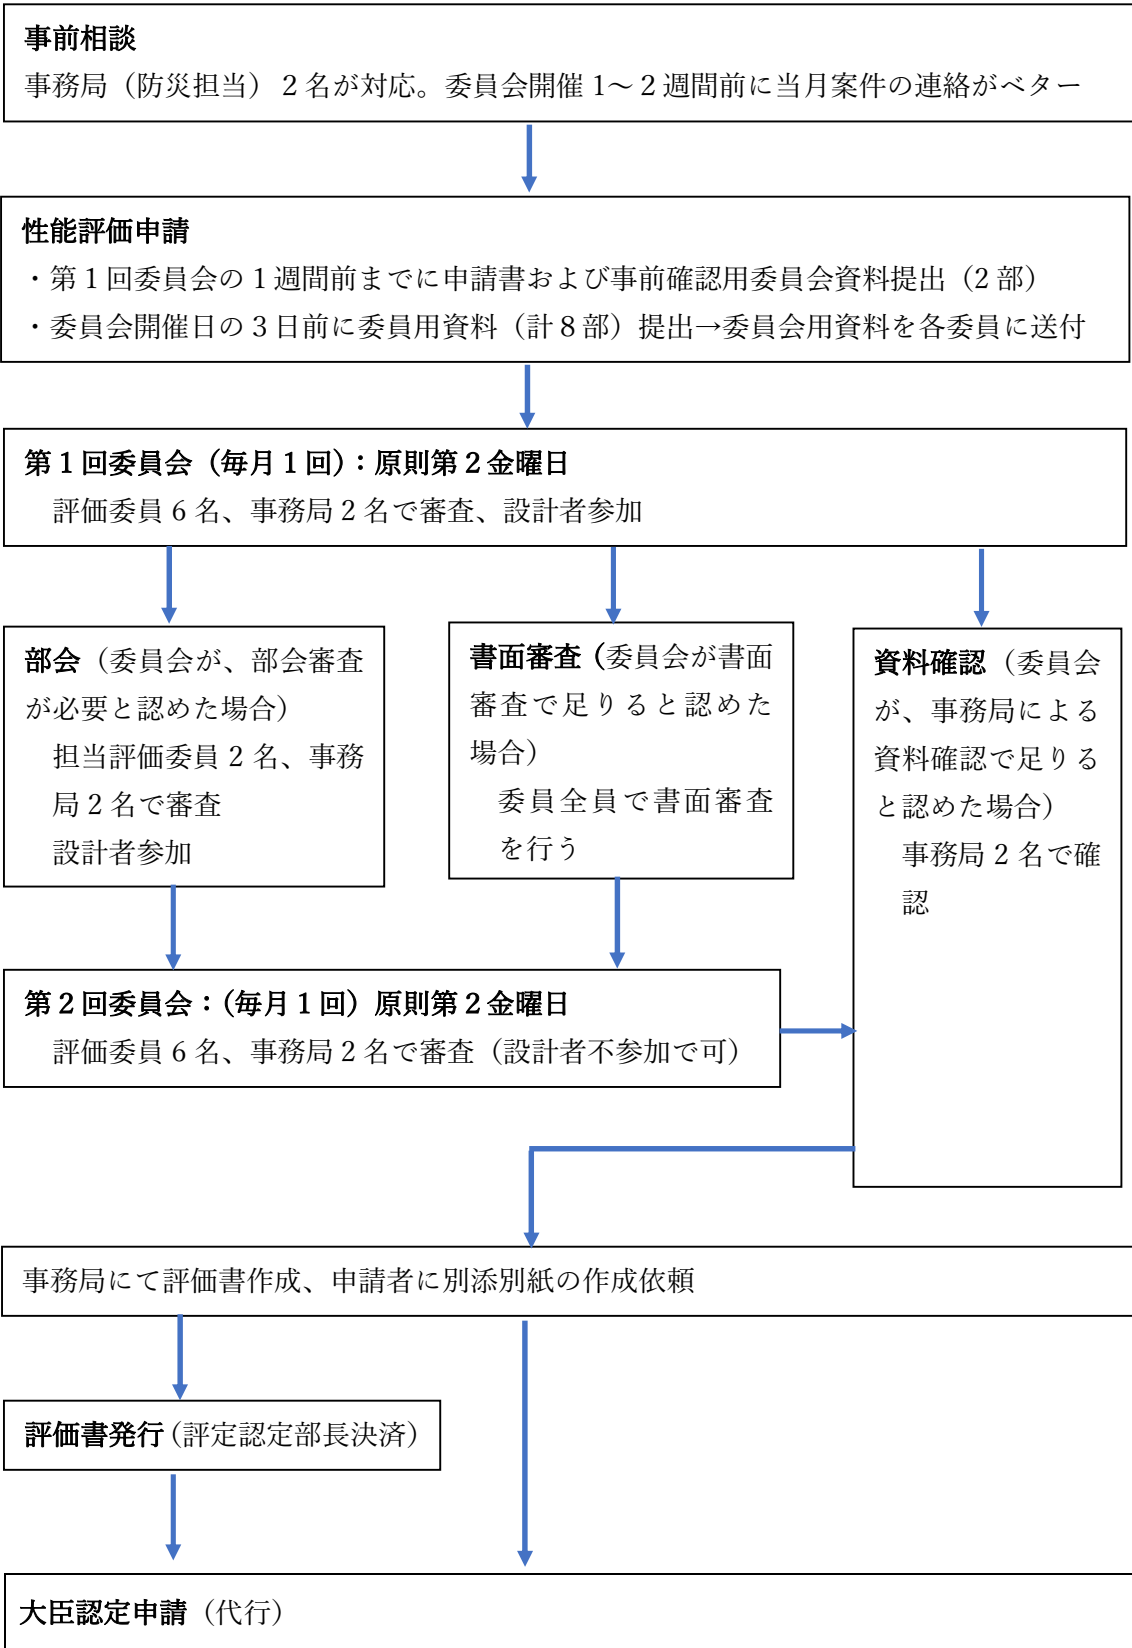 事前相談
事務局（防災担当）２名が対応。委員会開催 1～２週間前に当月案件の連絡がベター
性能評価申請
・第１回委員会の１週間前までに申請書および事前確認用委員会資料提出（２部）
・委員会開催日の３日前に委員用資料（計８部）提出→委員会用資料を各委員に送付
第１回委員会（毎月１回）：原則第２金曜日
評価委員６名、事務局２名で審査、設計者参加
部会（委員会が、部会審査
が必要と認めた場合）
担当評価委員２名、事務
局２名で審査
設計者参加
書面審査（委員会が書面
審査で足りると認めた
場合）
委員全員で書面審査
を行う
資料確認（委員会
が、事務局による
資料確認で足りる
と認めた場合）
事務局２名で確
認
第２回委員会：（毎月１回）原則第２金曜日
評価委員６名、事務局２名で審査（設計者不参加で可）
事務局にて評価書作成、申請者に別添別紙の作成依頼
評価書発行（評定認定部長決済）
大臣認定申請（代行）